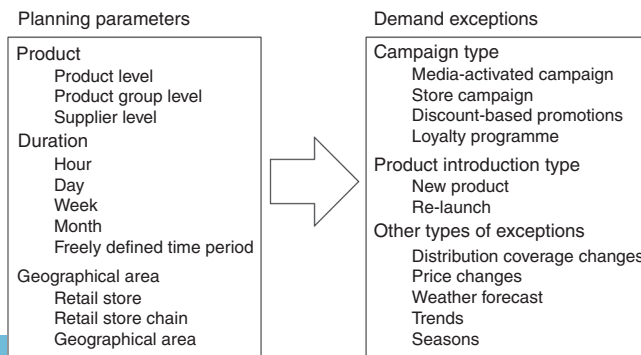 Planning parameters
Product
Product level
Product group level
Supplier level
Duration
Hour
Day
Week
Month
Freely defined time period
Geographical area
Retail store
Retail store chain
Geographical area
Demand exceptions
Campaign type
Media-activated campaign
Store campaign
Discount-based promotions
Loyalty programme
Product introduction type
New product
Re-launch
Other types of exceptions
Distribution coverage changes
Price changes
Weather forecast
Trends
Seasons